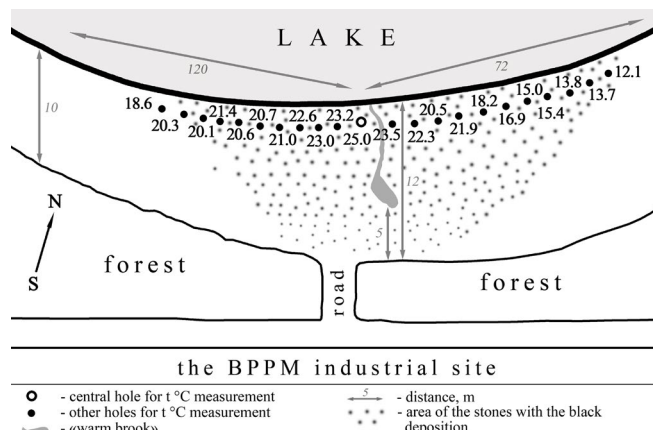 L A K E
120
72
10
18.6
20.3
20.1
21.4
20.6
20.7
21.0
22.6
23.0
23.2
25.0
23.5
22.3
20.5
21.9
18.2
16.9
15.0
15.4
13.8
13.7
12.1
12
5
N
S
forest
road
forest
the BPPM industrial site
- central hole for t °C measurement
- other holes for t °C measurement
- «warm brook»
5 - distance, m
- area of the stones with the black
deposition